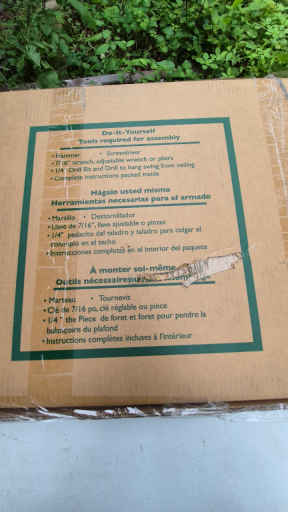 Do-It-Yourself
Tools required for assembly
• Hammer • Screwdriver
• 7/16" wrench, adjustable wrench or pliers
• 1/4" Drill Bit and Drill to hang swing from ceiling
• Complete instructions packed inside
Hágalo usted mismo
Herramientas necesarias para el armado
• Martillo • Destornillador
• Llave de 7/16", llave ajustable o pinzas
• 1/4" pedacito del taladro y taladro para colgar el
columpio en el techo
• Instrucciones completas en el interior del paquete
À monter soi-même
Outils nécessaires
• Marteau • Tournevis
• Clé de 7/16 po, clé réglable ou pince
• 1/4" the Piece de foret et foret pour pendre la
du plafond
• Instructions complètes incluses à l'intérieur